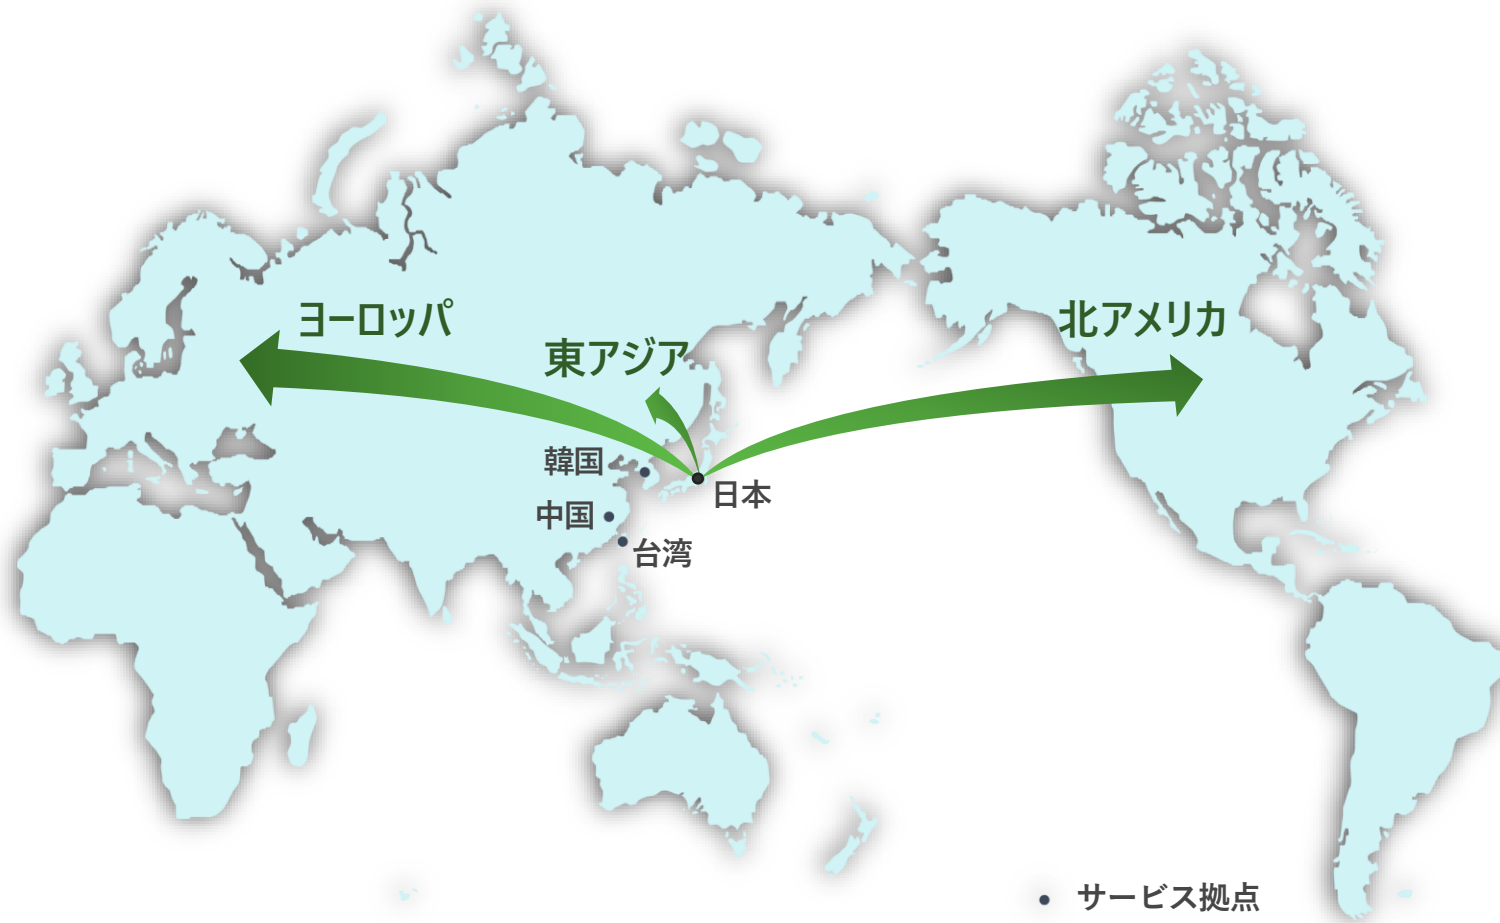 ヨーロッパ
北アメリカ
東アジア
韓国
日本
中国
台湾
サービス拠点